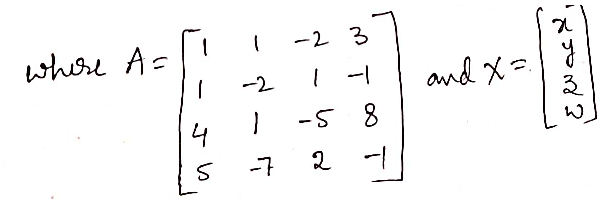 where A = [1 1 -2 3
1 -2 1 -1
4 1 -5 8
5 -7 2 -1] and X = [x
y
z
w]